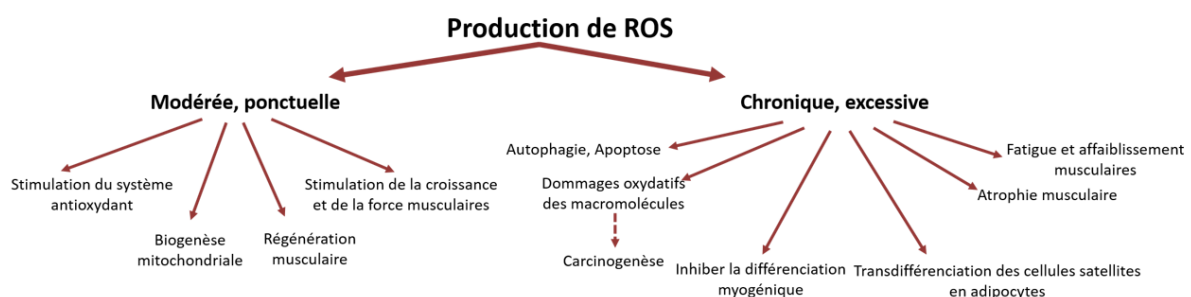 Production de ROS
Modérée, ponctuelle
Chronique, excessive
Stimulation du système
antioxydant
Biogenèse
mitochondriale
Régénération
musculaire
Stimulation de la croissance
et de la force musculaires
Autophagie, Apoptose
Dommages oxydatifs
des macromolécules
Carcinogenèse
Inhiber la différenciation
myogénique
Transdifférenciation des cellules satellites
en adipocytes
Atrophie musculaire
Fatigue et affaiblissement
musculaires